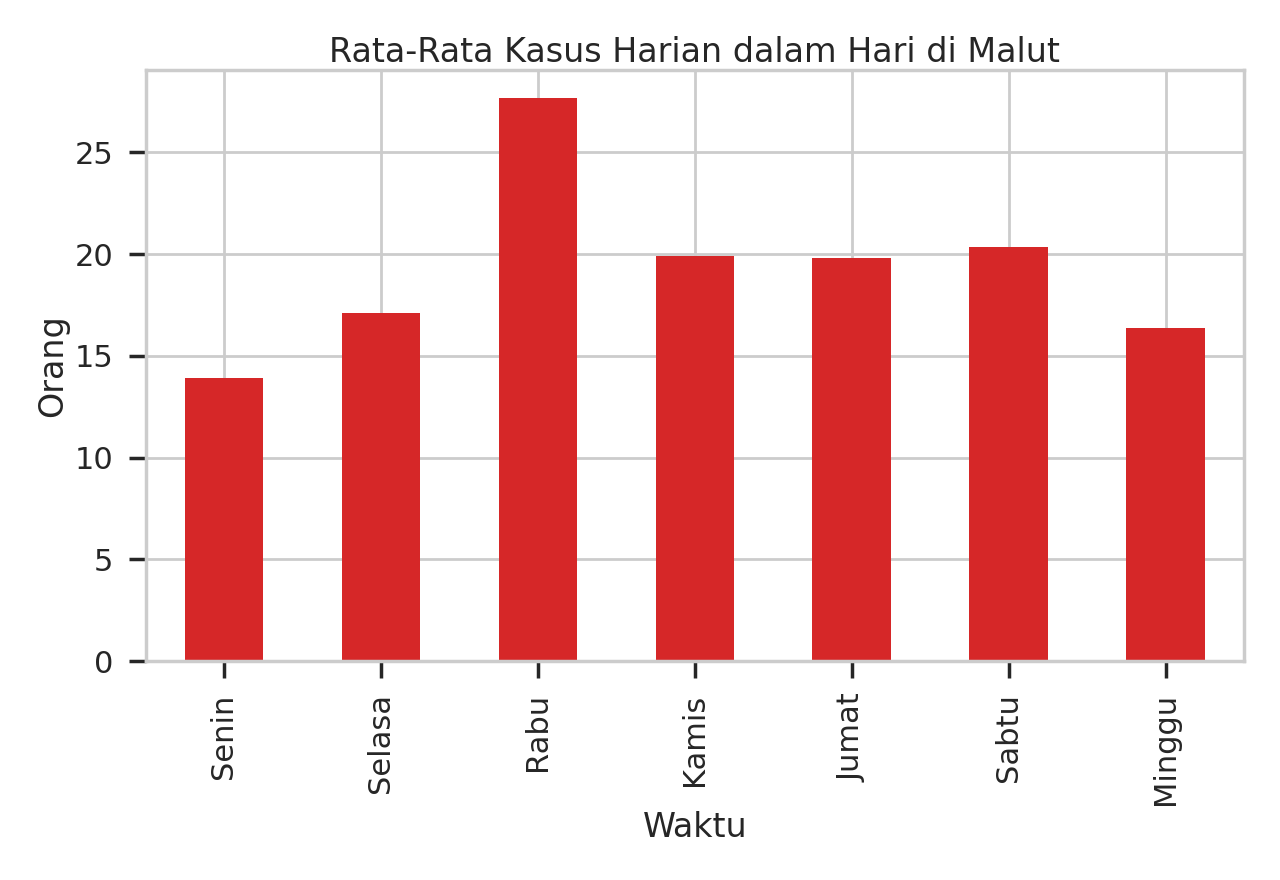 Rata-Rata Kasus Harian dalam Hari di Malut
Orang
25
20
15
10
5
0
Senin
Selasa
Rabu
Kamis
Jumat
Sabtu
Minggu
Waktu